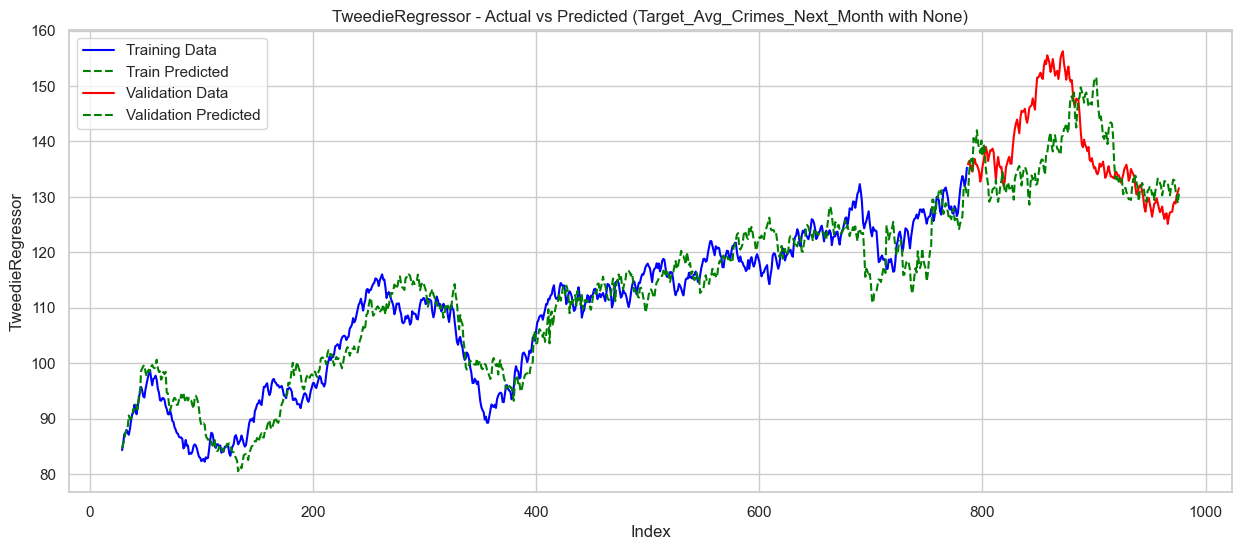 TweedieRegressor - Actual vs Predicted (Target_Avg_Crimes_Next_Month with None)
Training Data
Train Predicted
Validation Data
Validation Predicted
TweedieRegressor
160
150
140
130
120
110
100
90
80
0 200 400 600 800 1000
Index